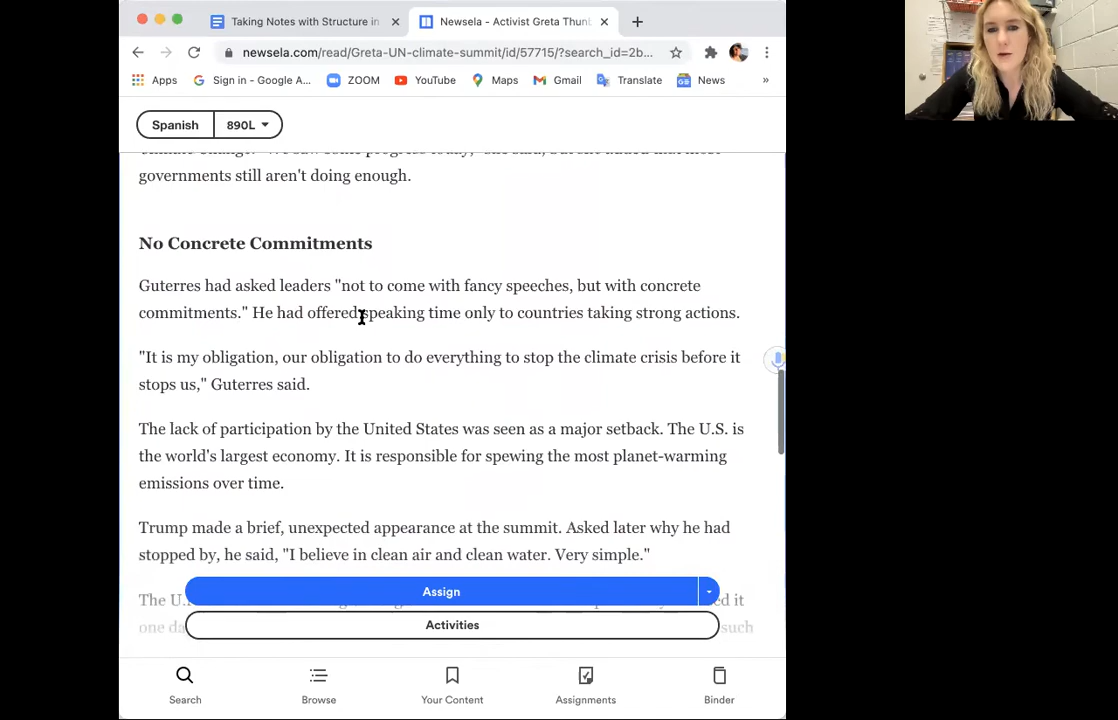 Taking Notes with Structure in
Newsela - Activist Greta Thunb
newsela.com/read/Greta-UN-climate-summit/id/57715/?search_id=2b...
Apps
Sign in - Google A...
ZOOM
YouTube
Maps
Gmail
Translate
News
»
Spanish
890L
governments still aren't doing enough.
No Concrete Commitments
Guterres had asked leaders "not to come with fancy speeches, but with concrete
commitments." He had offered speaking time only to countries taking strong actions.
"It is my obligation, our obligation to do everything to stop the climate crisis before it
stops us," Guterres said.
The lack of participation by the United States was seen as a major setback. The U.S. is
the world's largest economy. It is responsible for spewing the most planet-warming
emissions over time.
Trump made a brief, unexpected appearance at the summit. Asked later why he had
stopped by, he said, "I believe in clean air and clean water. Very simple."
Assign
The U. it
one da such
Activities
Search
Browse
Your Content
Assignments
Binder